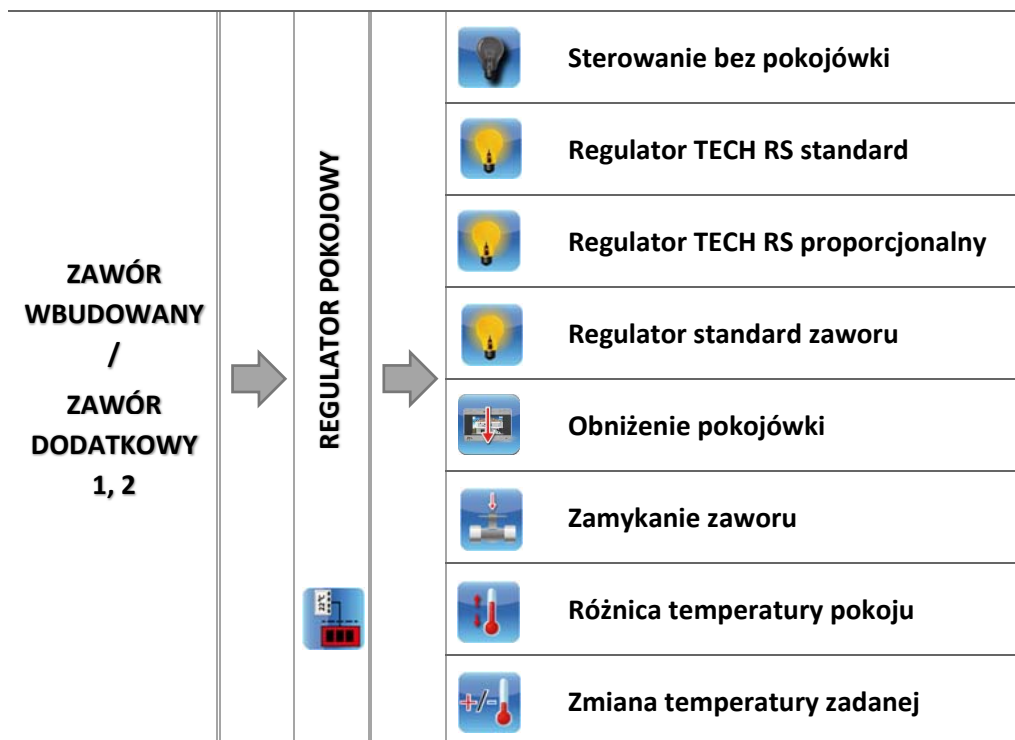 ZAWÓR
WBUDOWANY
/
ZAWÓR
DODATKOWY
1, 2
REGULATOR POKOJOWY
Sterowanie bez pokojówki
Regulator TECH RS standard
Regulator TECH RS proporcjonalny
Regulator standard zaworu
Obniżenie pokojówki
Zamykanie zaworu
Różnica temperatury pokoju
+/-
Zmiana temperatury zadanej